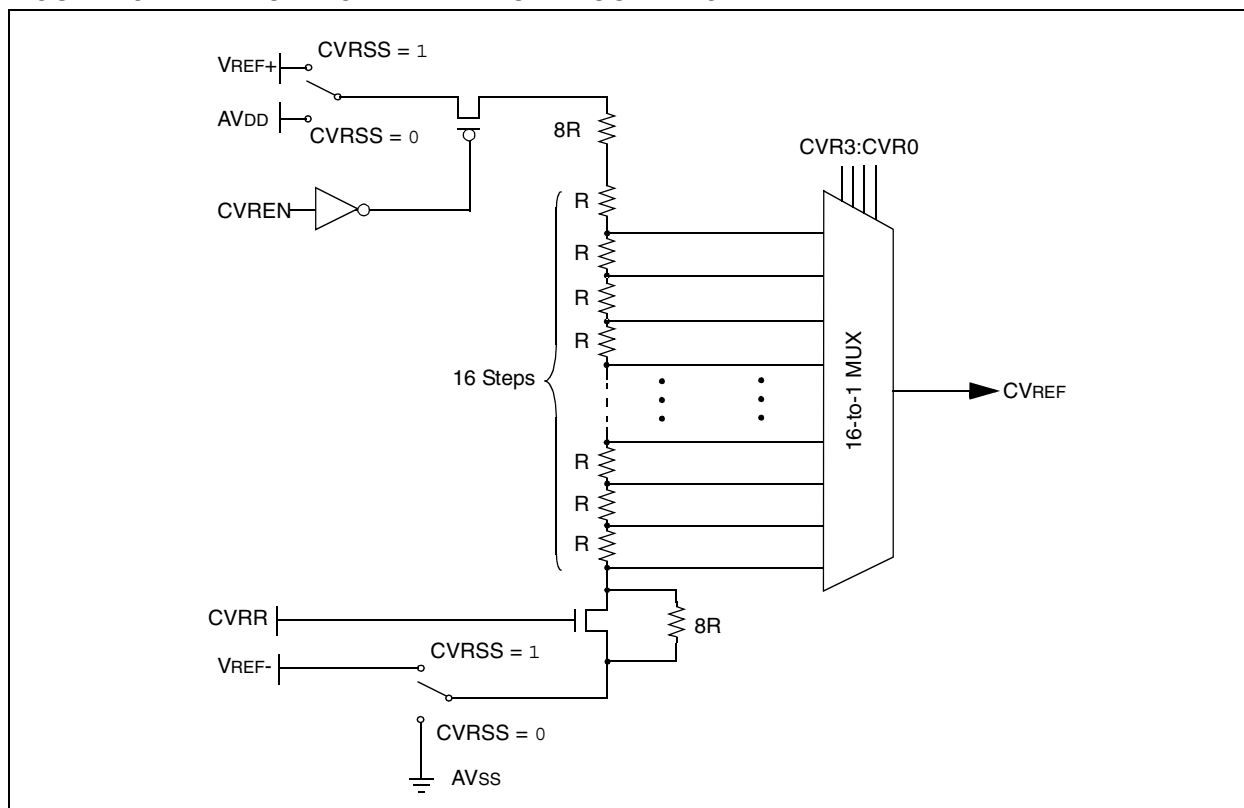 CVRSS = 1
VREF+
AVDD
CVRSS = 0
8R
CVR3:CVR0
CVREN
R
R
R
R
16 Steps
16-to-1 MUX
CVREF
R
R
R
CVRR
8R
CVRSS = 1
VREF-
CVRSS = 0
AVSS